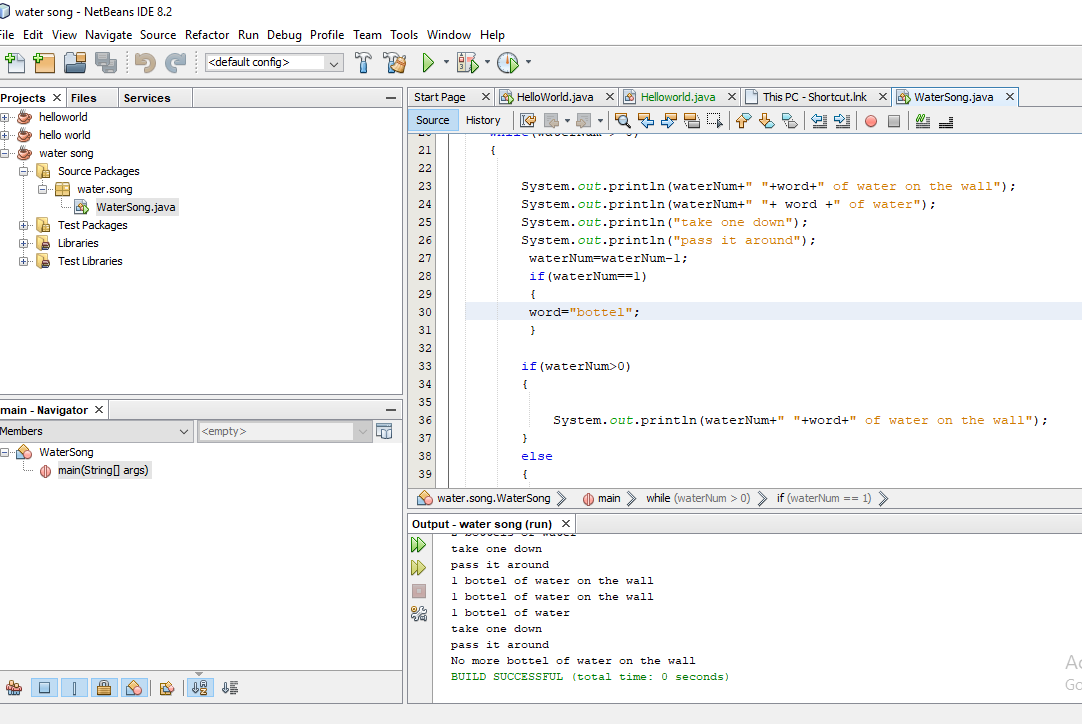 water song - NetBeans IDE 8.2
File Edit View Navigate Source Refactor Run Debug Profile Team Tools Window Help
<default config>
Projects Files Services
helloworld
hello world
water song
Source Packages
water.song
WaterSong.java
Test Packages
Libraries
Test Libraries
Start Page HelloWorld.java Helloworld.java This PC - Shortcut.lnk WaterSong.java
Source History
20 while(waterNum > 0)
21 {
22
23 System.out.println(waterNum+" "+word+" of water on the wall");
24 System.out.println(waterNum+" "+ word +" of water");
25 System.out.println("take one down");
26 System.out.println("pass it around");
27 waterNum=waterNum-1;
28 if(waterNum==1)
29 {
30 word="bottel";
31 }
32
33 if(waterNum>0)
34 {
35
36 System.out.println(waterNum+" "+word+" of water on the wall");
37 }
38 else
39 {
water.song.WaterSong main while (waterNum > 0) if (waterNum == 1)
main - Navigator
Members <empty>
WaterSong
main(String[] args)
Output - water song (run)
2 bottels of water
take one down
pass it around
1 bottel of water on the wall
1 bottel of water on the wall
1 bottel of water
take one down
pass it around
No more bottel of water on the wall
BUILD SUCCESSFUL (total time: 0 seconds)